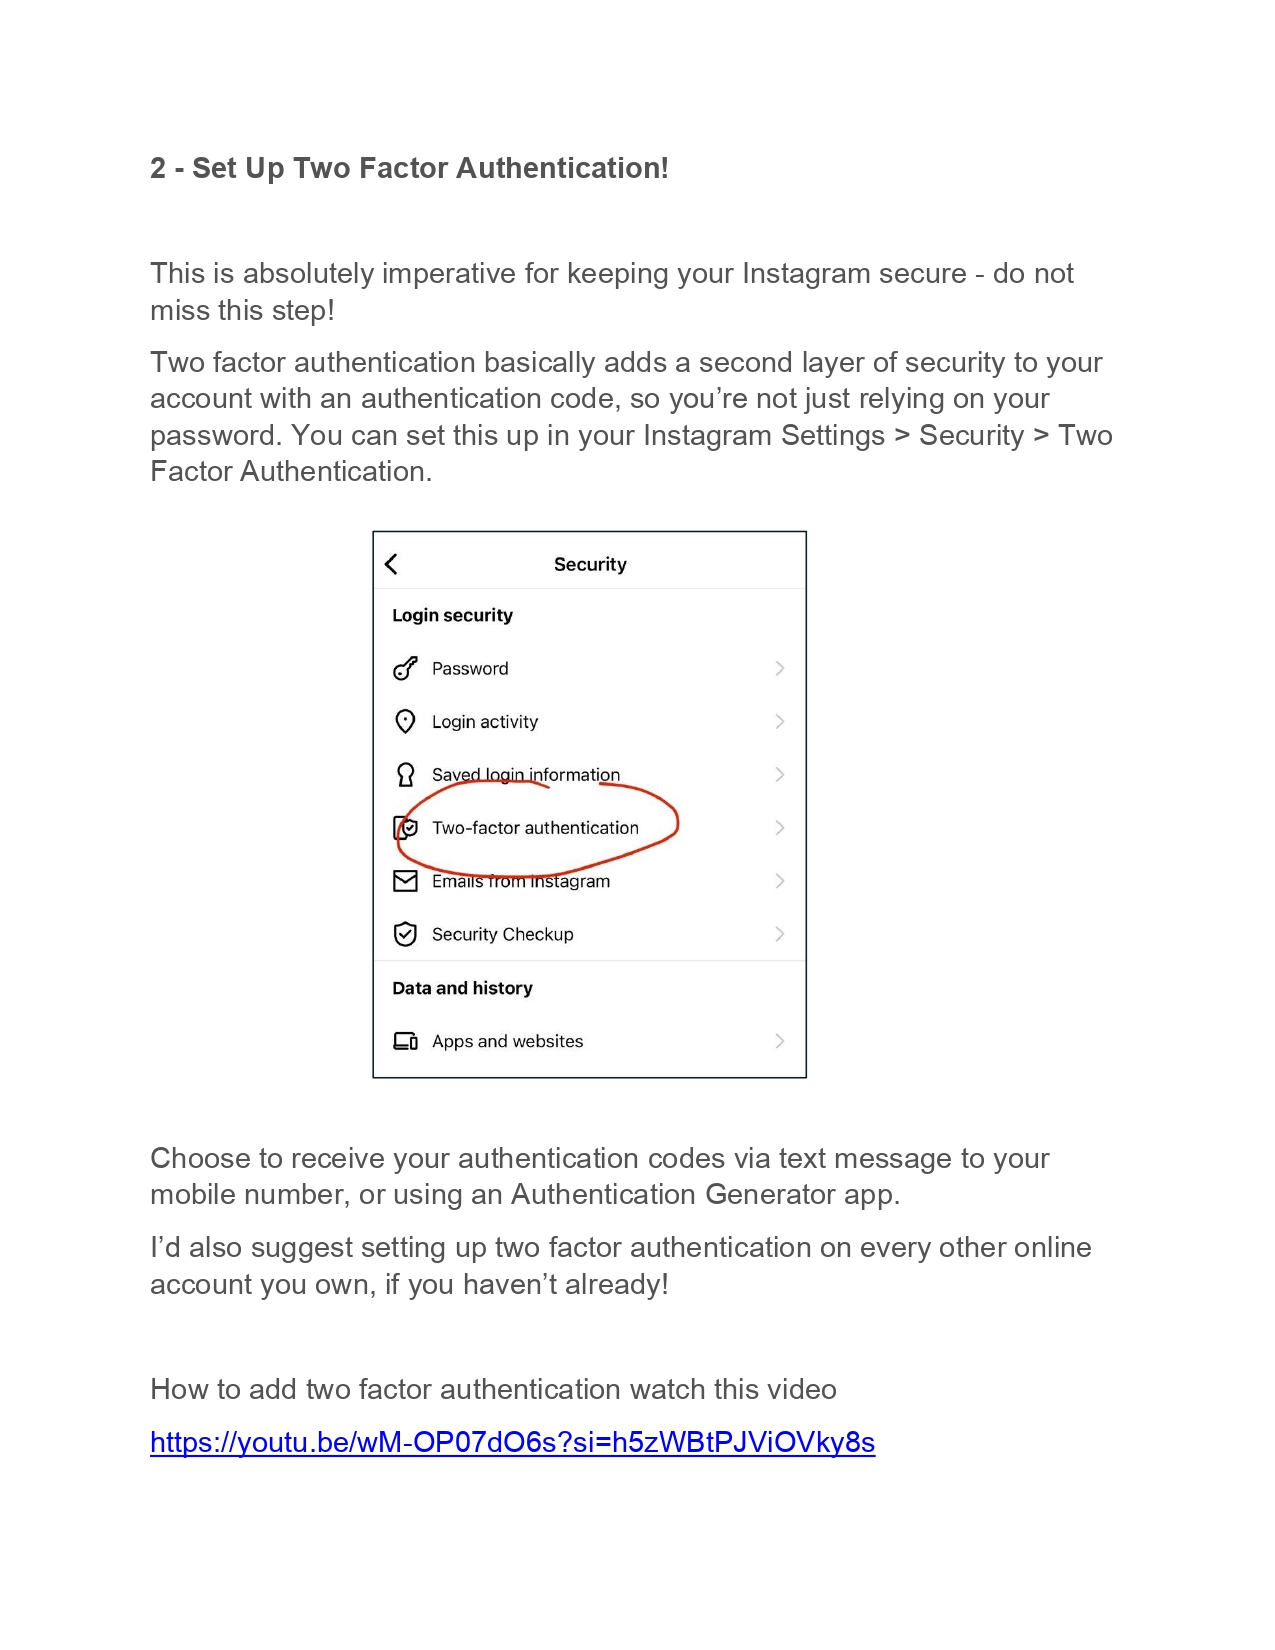 2 - Set Up Two Factor Authentication!
This is absolutely imperative for keeping your Instagram secure - do not
miss this step!
Two factor authentication basically adds a second layer of security to your
account with an authentication code, so you’re not just relying on your
password. You can set this up in your Instagram Settings > Security > Two
Factor Authentication.
Security
Login security
Password
Login activity
Saved login information
Two-factor authentication
Emails from Instagram
Security Checkup
Data and history
Apps and websites
Choose to receive your authentication codes via text message to your
mobile number, or using an Authentication Generator app.
I’d also suggest setting up two factor authentication on every other online
account you own, if you haven’t already!
How to add two factor authentication watch this video
https://youtu.be/wM-OP07dO6s?si=h5zWBtPJViOVky8s